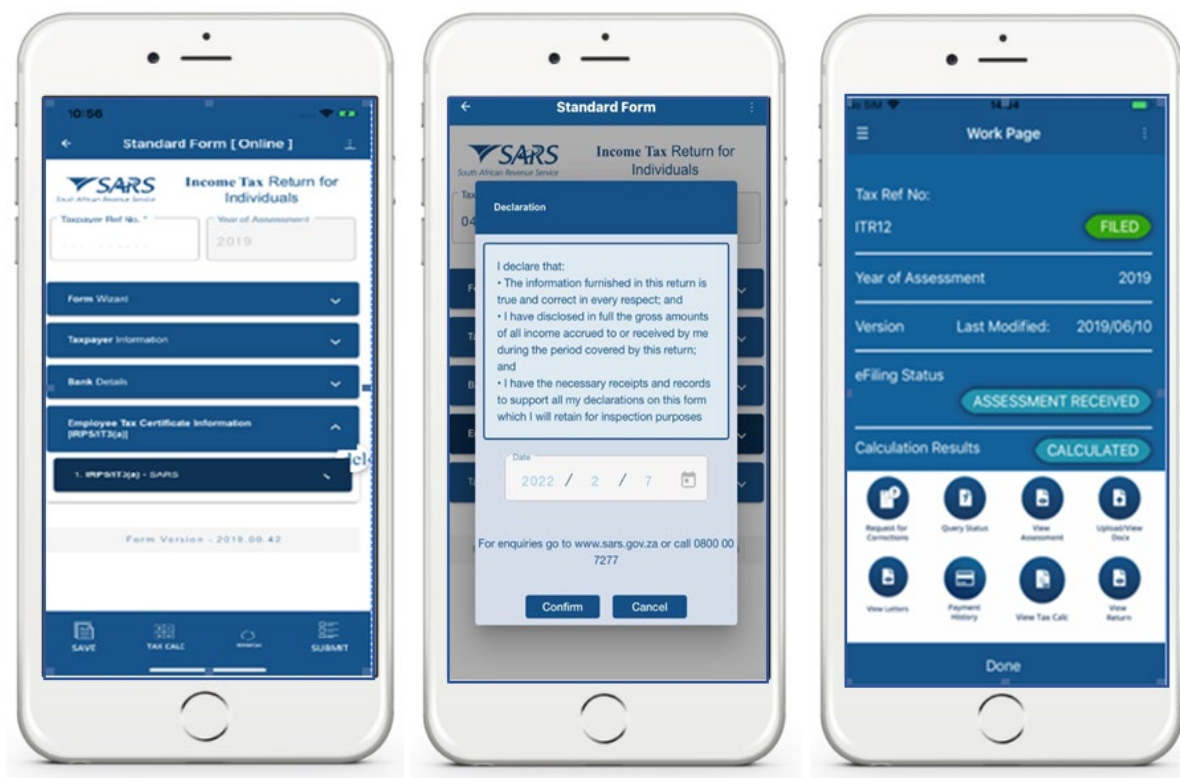 10:56
Standard Form [ Online ]
SARS
South African Revenue Service
Income Tax Return for
Individuals
Taxpayer Ref No. *
Year of Assessment
2019
Form Wizard
Taxpayer Information
Bank Details
Employee Tax Certificate Information
[IRP5/IT3(a)]
1. IRP5/IT3(a) - SARS
Form Version - 2019.00.42
SAVE
TAX CALC
SUBMIT
Standard Form
SARS
South African Revenue Service
Income Tax Return for
Individuals
Tax
04
Declaration
I declare that:
• The information furnished in this return is
true and correct in every respect; and
• I have disclosed in full the gross amounts
of all income accrued to or received by me
during the period covered by this return;
and
• I have the necessary receipts and records
to support all my declarations on this form
which I will retain for inspection purposes
Date
2022 / 2 / 7
For enquiries go to www.sars.gov.za or call 0800 00
7277
Confirm
Cancel
SIM
Work Page
Tax Ref No:
ITR12
FILED
Year of Assessment
2019
Version
Last Modified:
2019/06/10
eFiling Status
ASSESSMENT RECEIVED
Calculation Results
CALCULATED
Request for
Corrections
Query Status
View
Assessment
Upload/View
Docx
View Letters
Payment
History
View Tax Calc
View
Return
Done